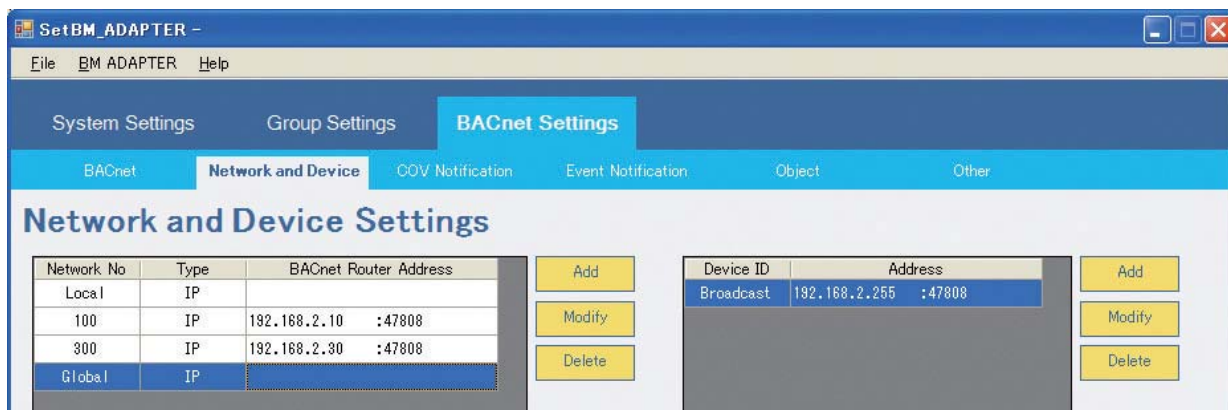 SetBM_ADAPTER -
File BM ADAPTER Help
System Settings Group Settings BACnet Settings
BACnet Network and Device COV Notification Event Notification Object Other
Network and Device Settings
Network No Type BACnet Router Address
Local IP
100 IP 192.168.2.10 :47808
300 IP 192.168.2.30 :47808
Global IP
Add
Modify
Delete
Device ID Address
Broadcast 192.168.2.255 :47808
Add
Modify
Delete